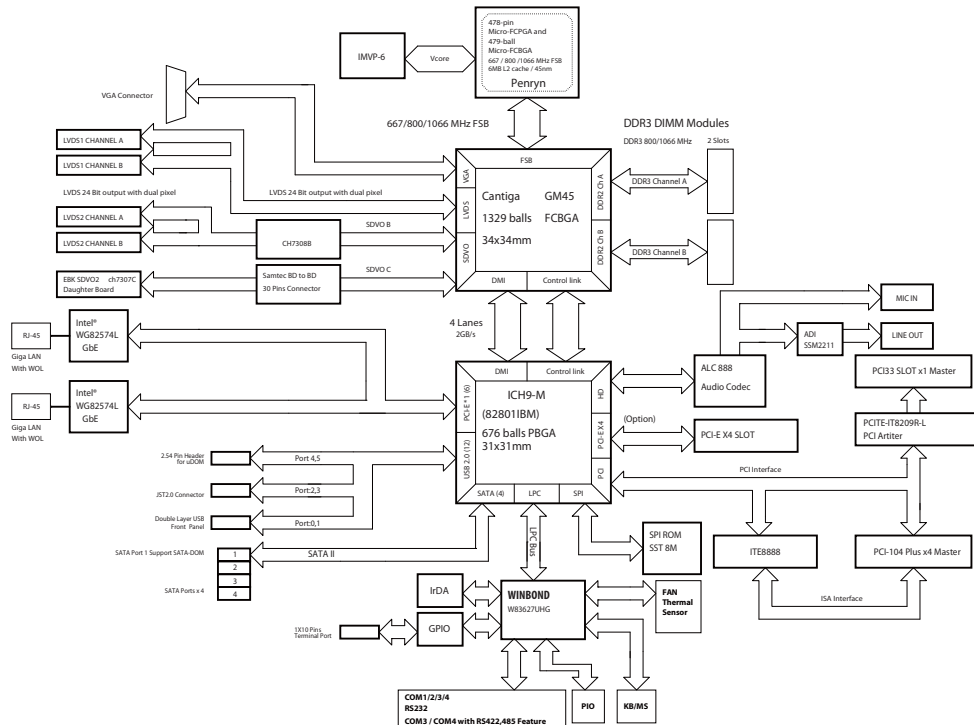 478-pin
Micro-FCPGA and
479-ball
Micro-FCBGA
667 / 800 /1066 MHz FSB
6MB L2 cache / 45nm
Penryn
IMVP-6
Vcore
VGA Connector
667/800/1066 MHz FSB
DDR3 DIMM Modules
DDR3 800/1066 MHz
2 Slots
LVDS1 CHANNEL A
LVDS1 CHANNEL B
LVDS 24 Bit output with dual pixel
LVDS 24 Bit output with dual pixel
LVDS2 CHANNEL A
LVDS2 CHANNEL B
CH7308B
SDVO B
EBK SDVO2 ch7307C
Daughter Board
Samtec BD to BD
30 Pins Connector
SDVO C
FSB
VGA
LVDS
SDVO
Cantiga GM45
1329 balls FCBGA
34x34mm
DDR2 Ch A
DDR2 Ch B
DMI
Control link
DDR3 Channel A
DDR3 Channel B
4 Lanes
2GB/s
RJ-45
Giga LAN
With WOL
Intel®
WG82574L
GbE
RJ-45
Giga LAN
With WOL
Intel®
WG82574L
GbE
DMI
Control link
PCI-E*1 (6)
USB 2.0 (12)
ICH9-M
(82801IBM)
676 balls PBGA
31x31mm
HD
PCI-EX4
PCI
SATA (4)
LPC
SPI
ALC 888
Audio Codec
MIC IN
ADI
SSM2211
LINE OUT
PCI33 SLOT x1 Master
(Option)
PCI-E X4 SLOT
PCITE-IT8209R-L
PCI Artiter
PCI Interface
2.54 Pin Header
for uDOM
Port 4,5
JST2.0 Connector
Port:2,3
Double Layer USB
Front Panel
Port:0,1
SATA Port 1 Support SATA-DOM
1
2
3
4
SATA Ports x 4
SATA II
LPC Bus
SPI ROM
SST 8M
ITE8888
PCI-104 Plus x4 Master
ISA Interface
IrDA
GPIO
1X10 Pins
Terminal Port
WINBOND
W83627UHG
FAN
Thermal
Sensor
COM1/2/3/4
RS232
COM3 / COM4 with RS422,485 Feature
PIO
KB/MS